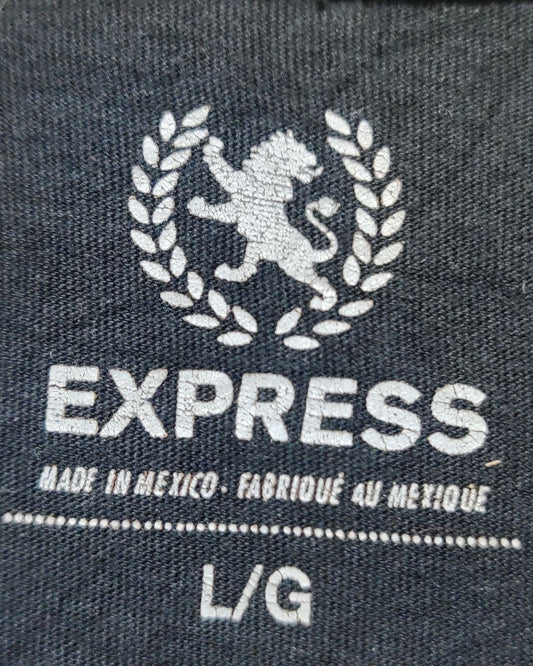 EXPRESS
MADE IN MEXICO • FABRIQUÉ AU MEXIQUE
L/G